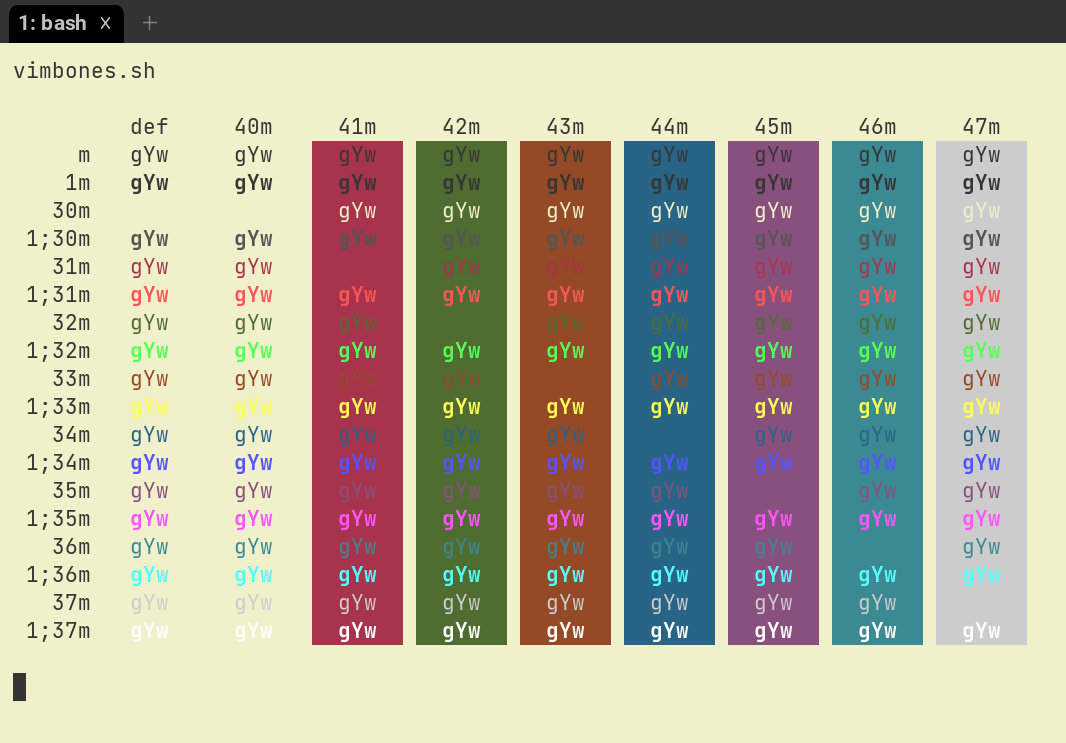 1: bash x +
vimbones.sh
def 40m 41m 42m 43m 44m 45m 46m 47m
m gYw gYw gYw gYw gYw gYw gYw gYw gYw
1m gYw gYw gYw gYw gYw gYw gYw gYw gYw
30m gYw gYw gYw gYw gYw gYw gYw
1;30m gYw gYw gYw gYw gYw gYw gYw gYw gYw
31m gYw gYw gYw gYw gYw gYw gYw gYw
1;31m gYw gYw gYw gYw gYw gYw gYw gYw gYw
32m gYw gYw gYw gYw gYw gYw gYw gYw
1;32m gYw gYw gYw gYw gYw gYw gYw gYw gYw
33m gYw gYw gYw gYw gYw gYw gYw gYw
1;33m gYw gYw gYw gYw gYw gYw gYw gYw gYw
34m gYw gYw gYw gYw gYw gYw gYw gYw
1;34m gYw gYw gYw gYw gYw gYw gYw gYw gYw
35m gYw gYw gYw gYw gYw gYw gYw gYw
1;35m gYw gYw gYw gYw gYw gYw gYw gYw gYw
36m gYw gYw gYw gYw gYw gYw gYw gYw
1;36m gYw gYw gYw gYw gYw gYw gYw gYw gYw
37m gYw gYw gYw gYw gYw gYw gYw gYw
1;37m gYw gYw gYw gYw gYw gYw gYw gYw gYw